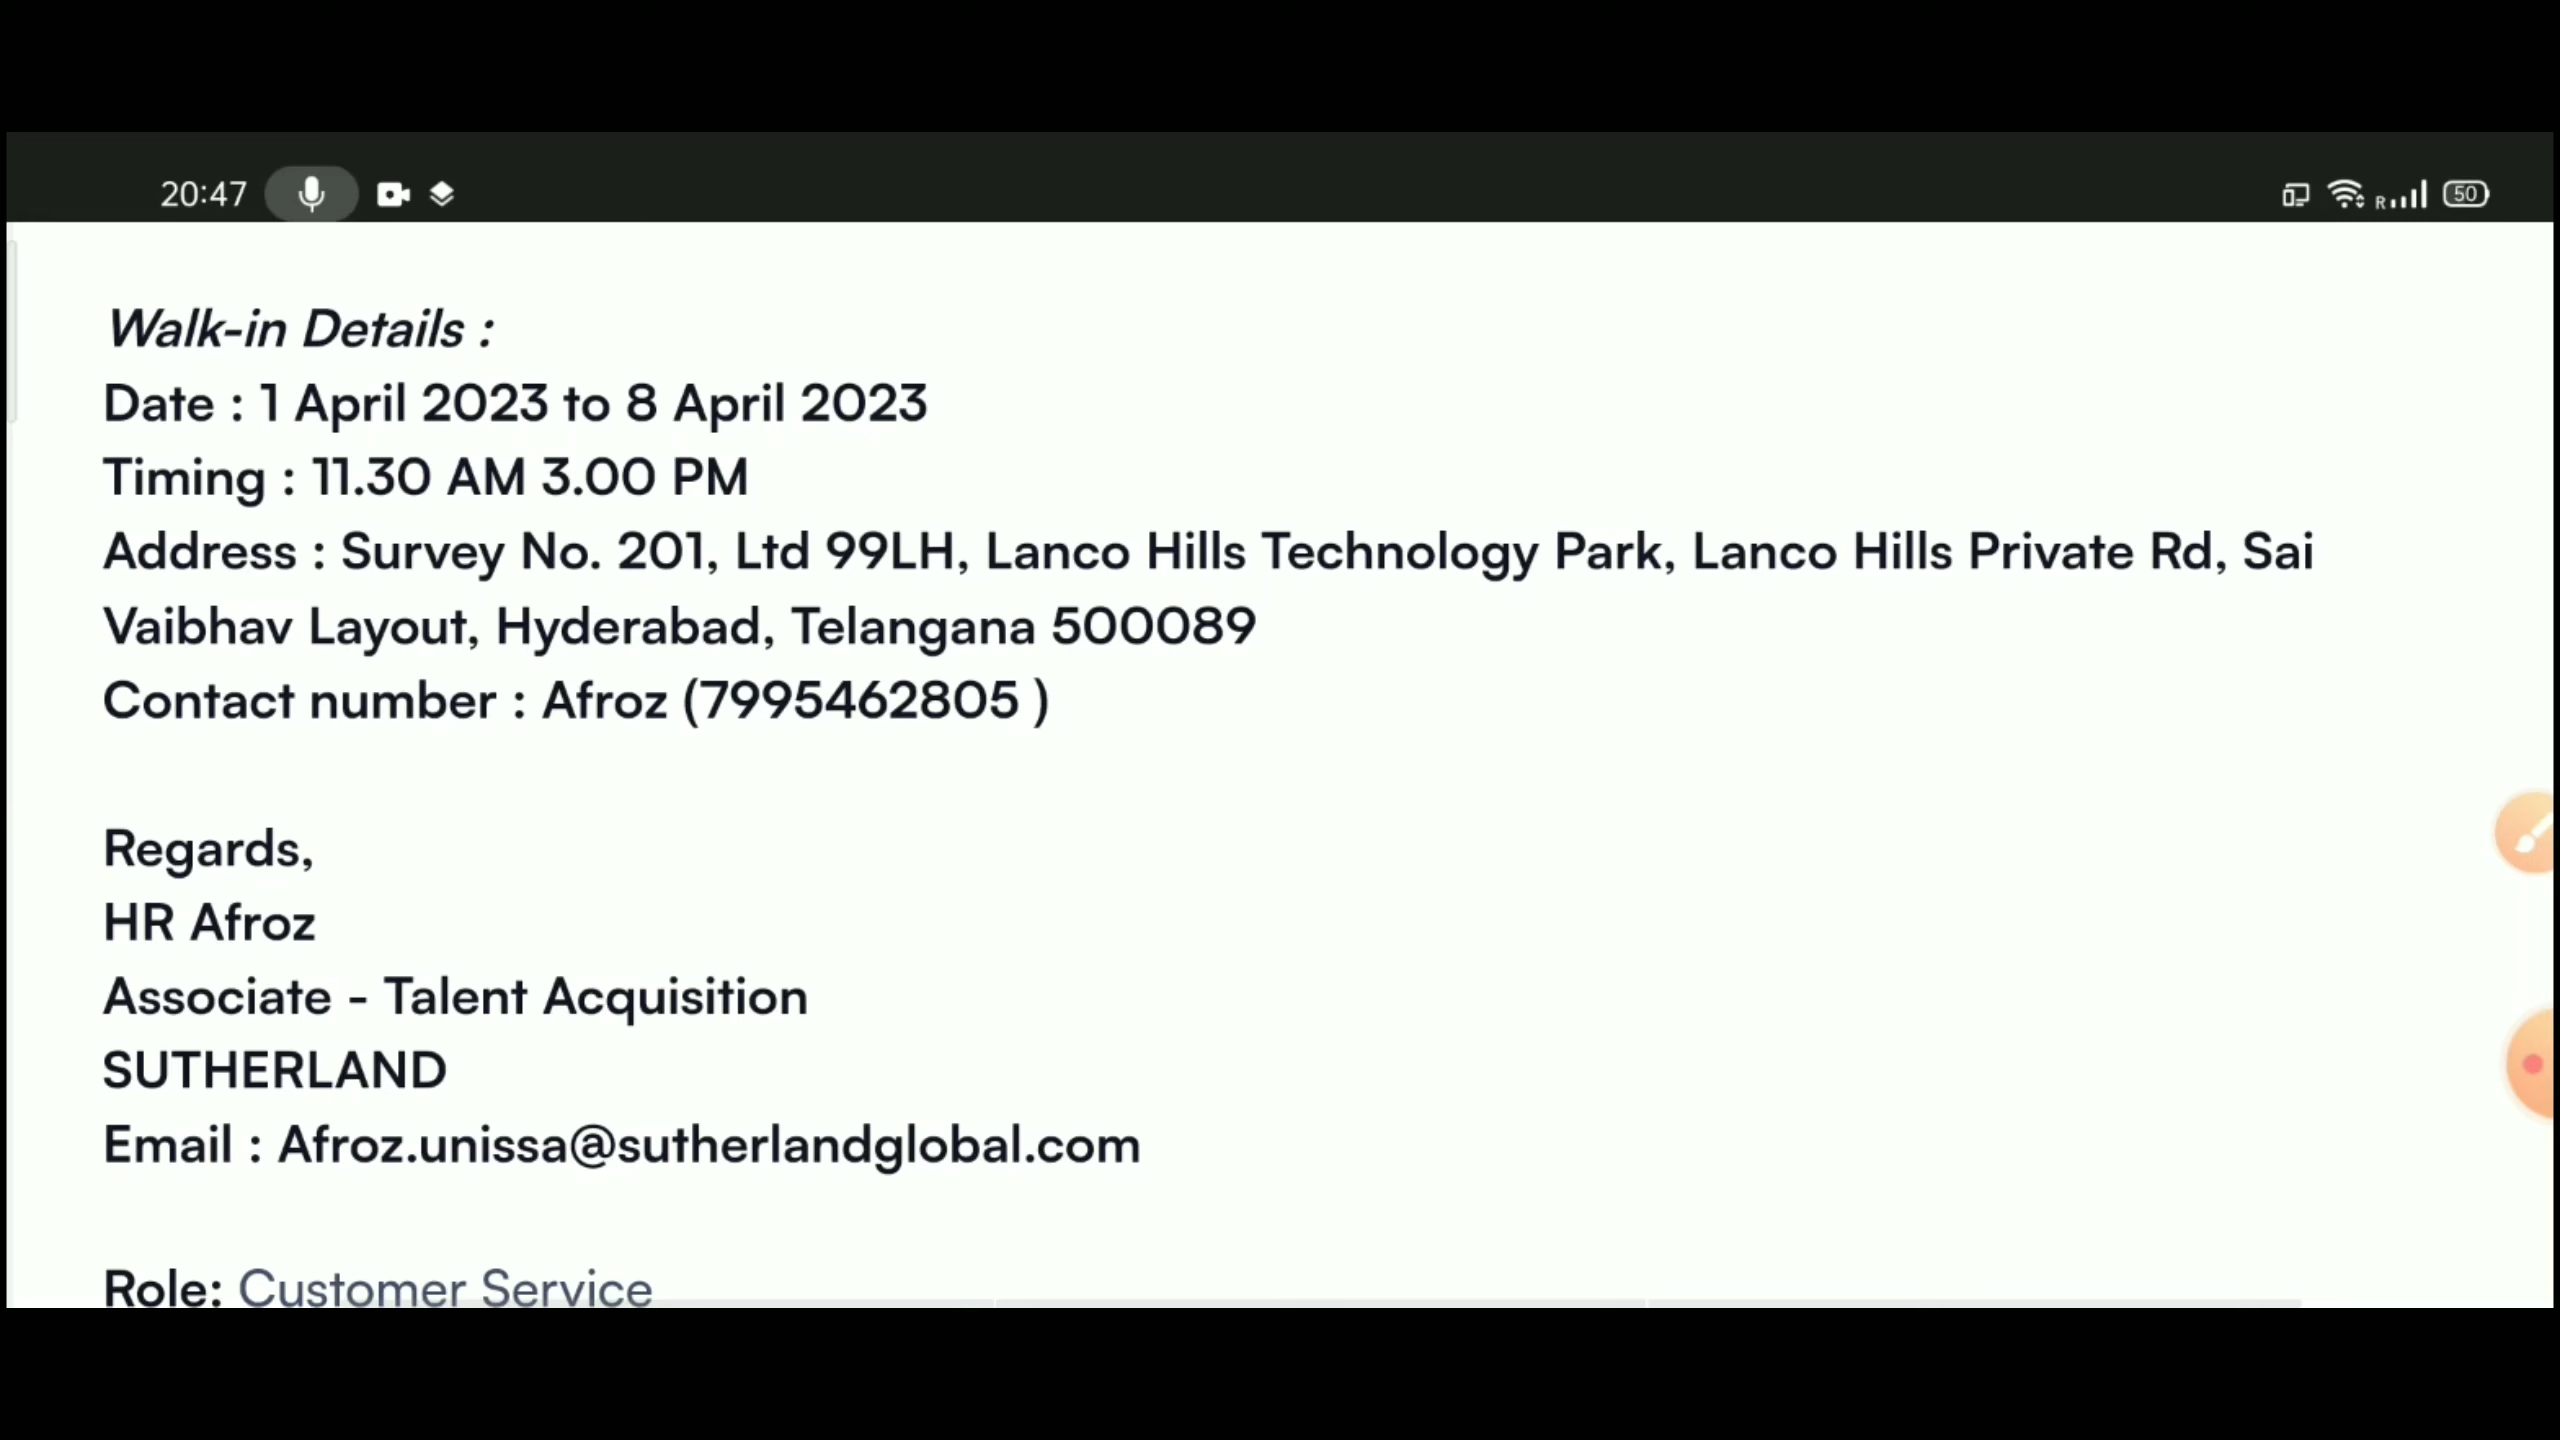 20:47
R
50
Walk-in Details :
Date : 1 April 2023 to 8 April 2023
Timing : 11.30 AM 3.00 PM
Address : Survey No. 201, Ltd 99LH, Lanco Hills Technology Park, Lanco Hills Private Rd, Sai
Vaibhav Layout, Hyderabad, Telangana 500089
Contact number : Afroz (7995462805 )
Regards,
HR Afroz
Associate - Talent Acquisition
SUTHERLAND
Email : Afroz.unissa@sutherlandglobal.com
Role: Customer Service